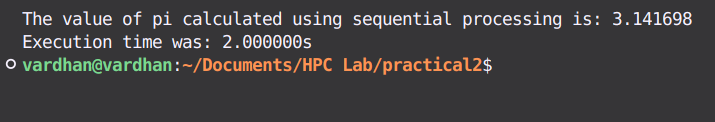 The value of pi calculated using sequential processing is: 3.141698
Execution time was: 2.000000s
vardhan@vardhan:~/Documents/HPC Lab/practical2$